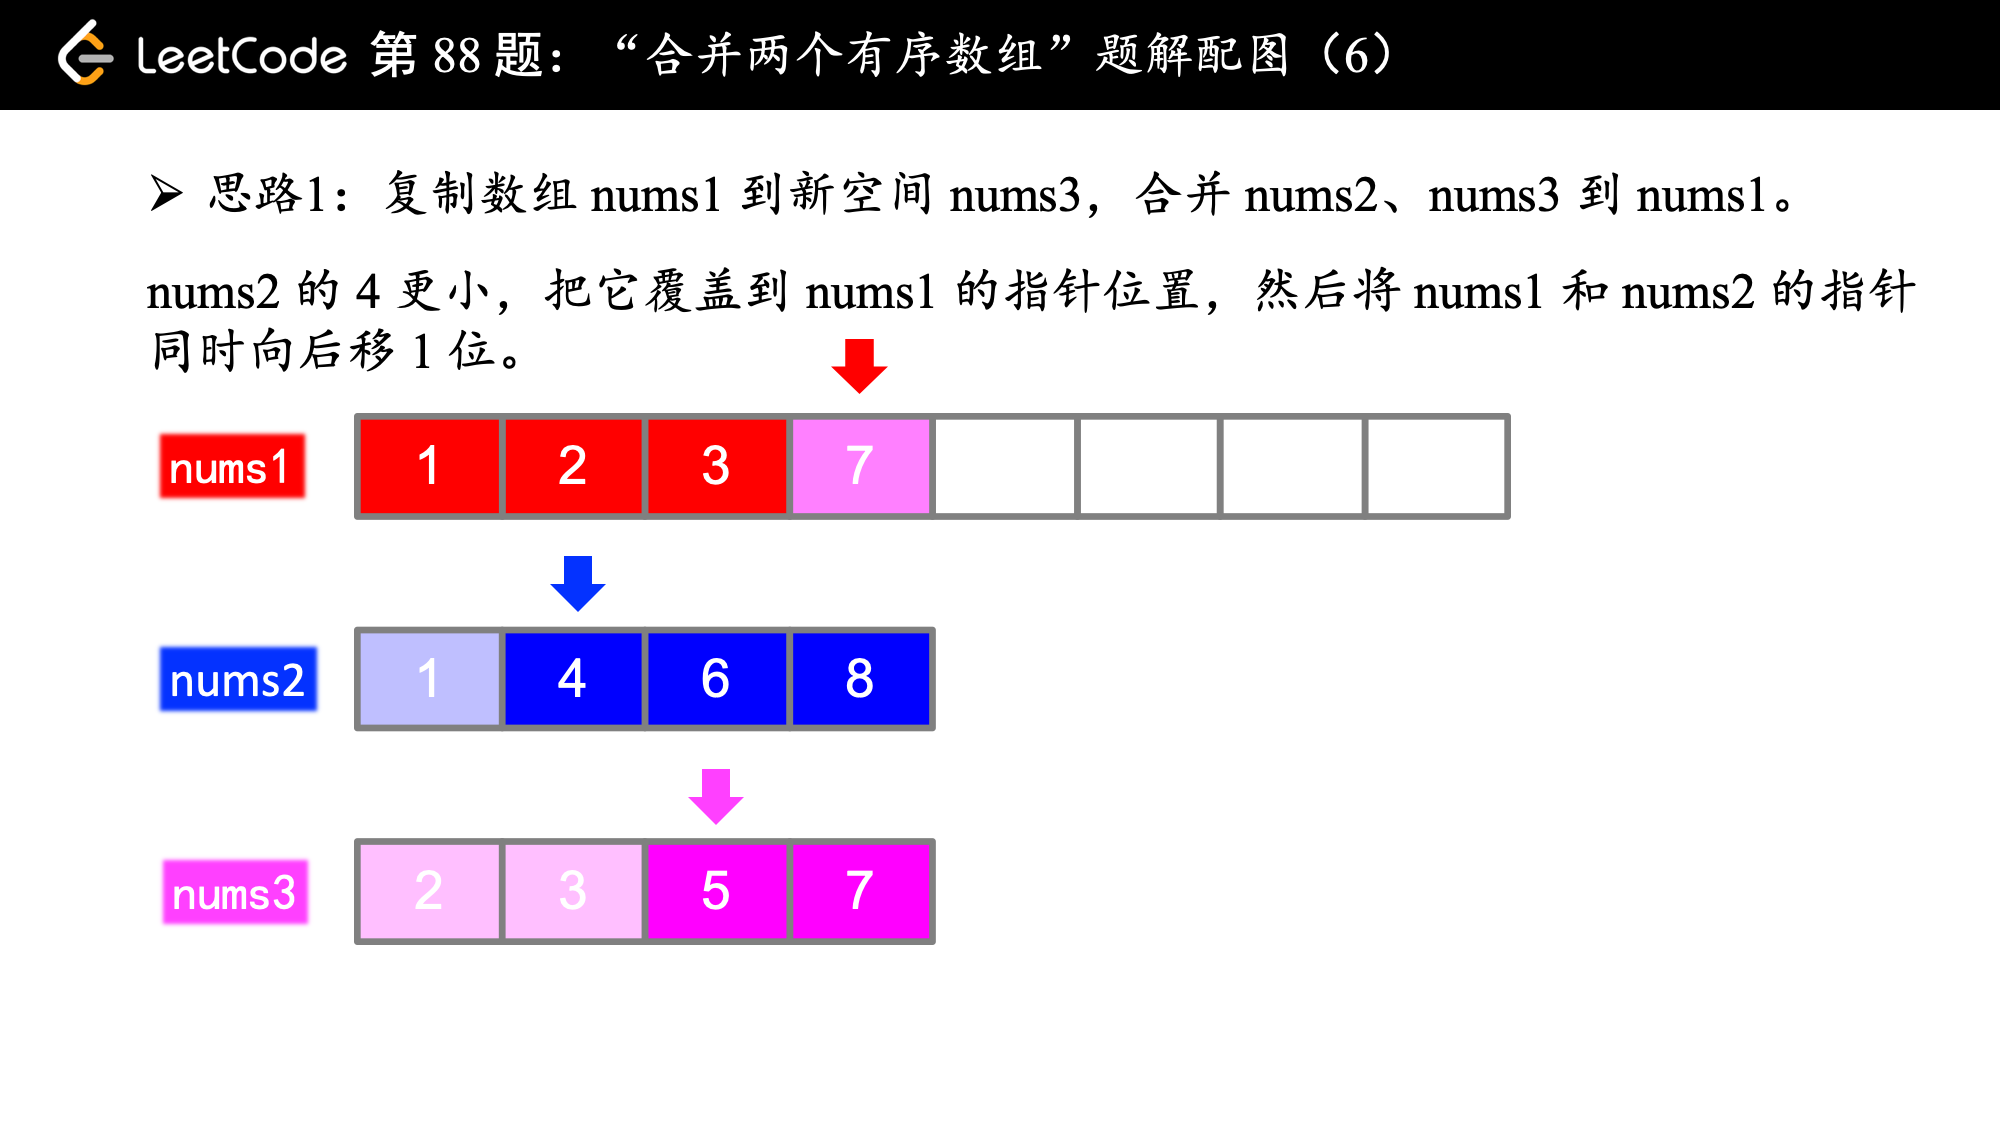 LeetCode 第 88 题：“合并两个有序数组”题解配图（6）
➢ 思路1：复制数组 nums1 到新空间 nums3，合并 nums2、nums3 到 nums1。
nums2 的 4 更小，把它覆盖到 nums1 的指针位置，然后将 nums1 和 nums2 的指针
同时向后移 1 位。
nums1 1 2 3 7
nums2 1 4 6 8
nums3 2 3 5 7